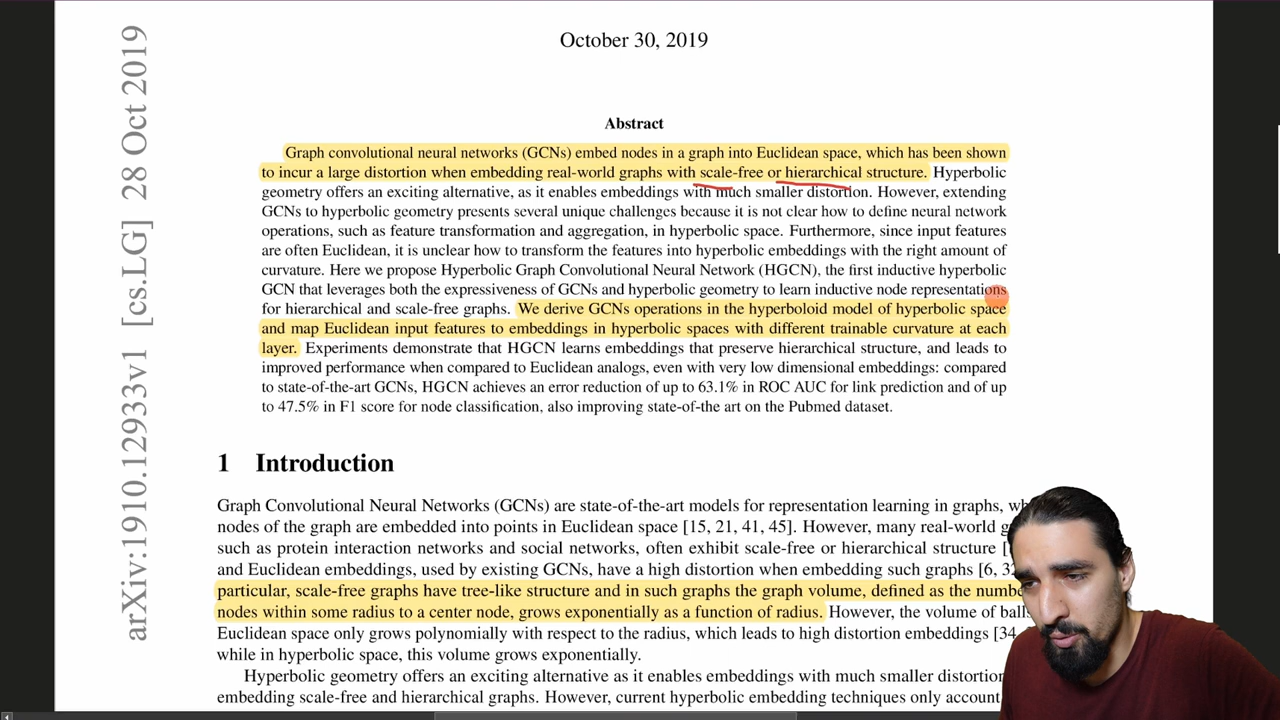 October 30, 2019
arXiv:1910.12933v1 [cs.LG] 28 Oct 2019
Abstract
Graph convolutional neural networks (GCNs) embed nodes in a graph into Euclidean space, which has been shown
to incur a large distortion when embedding real-world graphs with scale-free or hierarchical structure. Hyperbolic
geometry offers an exciting alternative, as it enables embeddings with much smaller distortion. However, extending
GCNs to hyperbolic geometry presents several unique challenges because it is not clear how to define neural network
operations, such as feature transformation and aggregation, in hyperbolic space. Furthermore, since input features
are often Euclidean, it is unclear how to transform the features into hyperbolic embeddings with the right amount of
curvature. Here we propose Hyperbolic Graph Convolutional Neural Network (HGCN), the first inductive hyperbolic
GCN that leverages both the expressiveness of GCNs and hyperbolic geometry to learn inductive node representations
for hierarchical and scale-free graphs. We derive GCNs operations in the hyperboloid model of hyperbolic space
and map Euclidean input features to embeddings in hyperbolic spaces with different trainable curvature at each
layer. Experiments demonstrate that HGCN learns embeddings that preserve hierarchical structure, and leads to
improved performance when compared to Euclidean analogs, even with very low dimensional embeddings: compared
to state-of-the-art GCNs, HGCN achieves an error reduction of up to 63.1% in ROC AUC for link prediction and of up
to 47.5% in F1 score for node classification, also improving state-of-the art on the Pubmed dataset.
1 Introduction
Graph Convolutional Neural Networks (GCNs) are state-of-the-art models for representation learning in graphs,
nodes of the graph are embedded into points in Euclidean space [15, 21, 41, 45]. However, many real-world
such as protein interaction networks and social networks, often exhibit scale-free or hierarchical structure
and Euclidean embeddings, used by existing GCNs, have a high distortion when embedding such graphs [6,
particular, scale-free graphs have tree-like structure and in such graphs the graph volume, defined as the
nodes within some radius to a center node, grows exponentially as a function of radius. However, the volume of
Euclidean space only grows polynomially with respect to the radius, which leads to high distortion embeddings [34
while in hyperbolic space, this volume grows exponentially.
Hyperbolic geometry offers an exciting alternative as it enables embeddings with much smaller distortion
embedding scale-free and hierarchical graphs. However, current hyperbolic embedding techniques only account